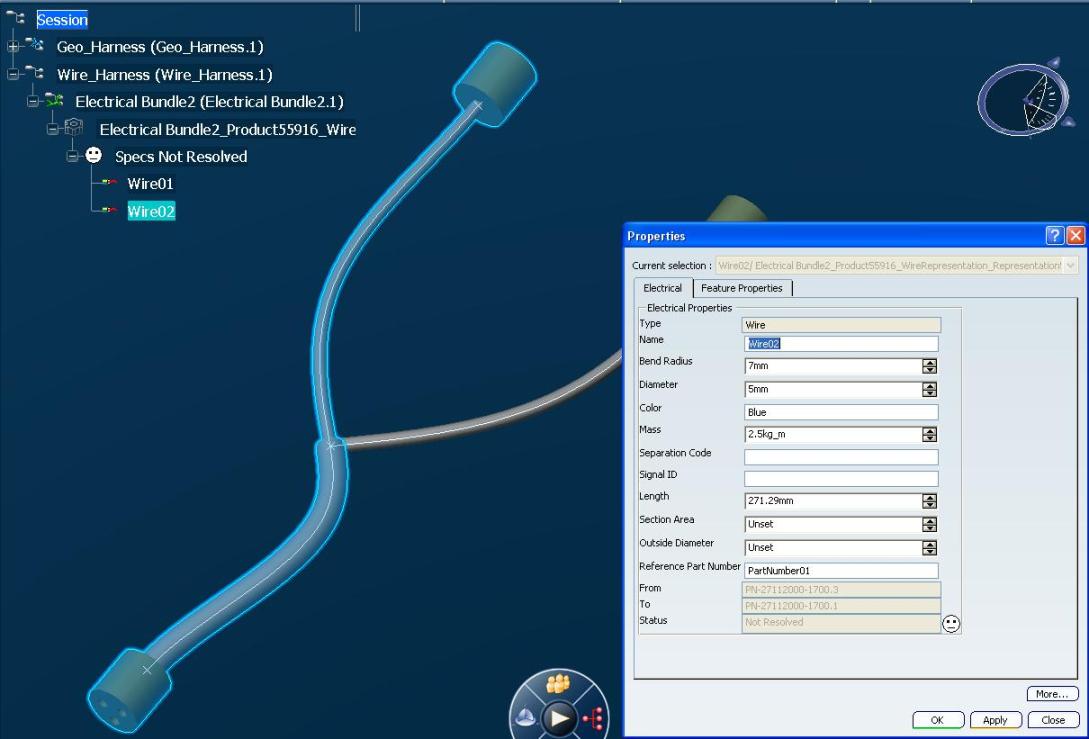 Session
Geo_Harness (Geo_Harness.1)
Wire_Harness (Wire_Harness.1)
Electrical Bundle2 (Electrical Bundle2.1)
Electrical Bundle2_Product55916_Wire
Specs Not Resolved
Wire01
Wire02
Properties
Current selection : Wire02/ Electrical Bundle2_Product55916_WireRepresentation_Representation
Electrical Feature Properties
Electrical Properties
Type Wire
Name Wire02
Bend Radius 7mm
Diameter 5mm
Color Blue
Mass 2.5kg_m
Separation Code
Signal ID
Length 271.29mm
Section Area Unset
Outside Diameter Unset
Reference Part Number PartNumber01
From PN-27112000-1700.3
To PN-27112000-1700.1
Status Not Resolved
More...
OK Apply Close